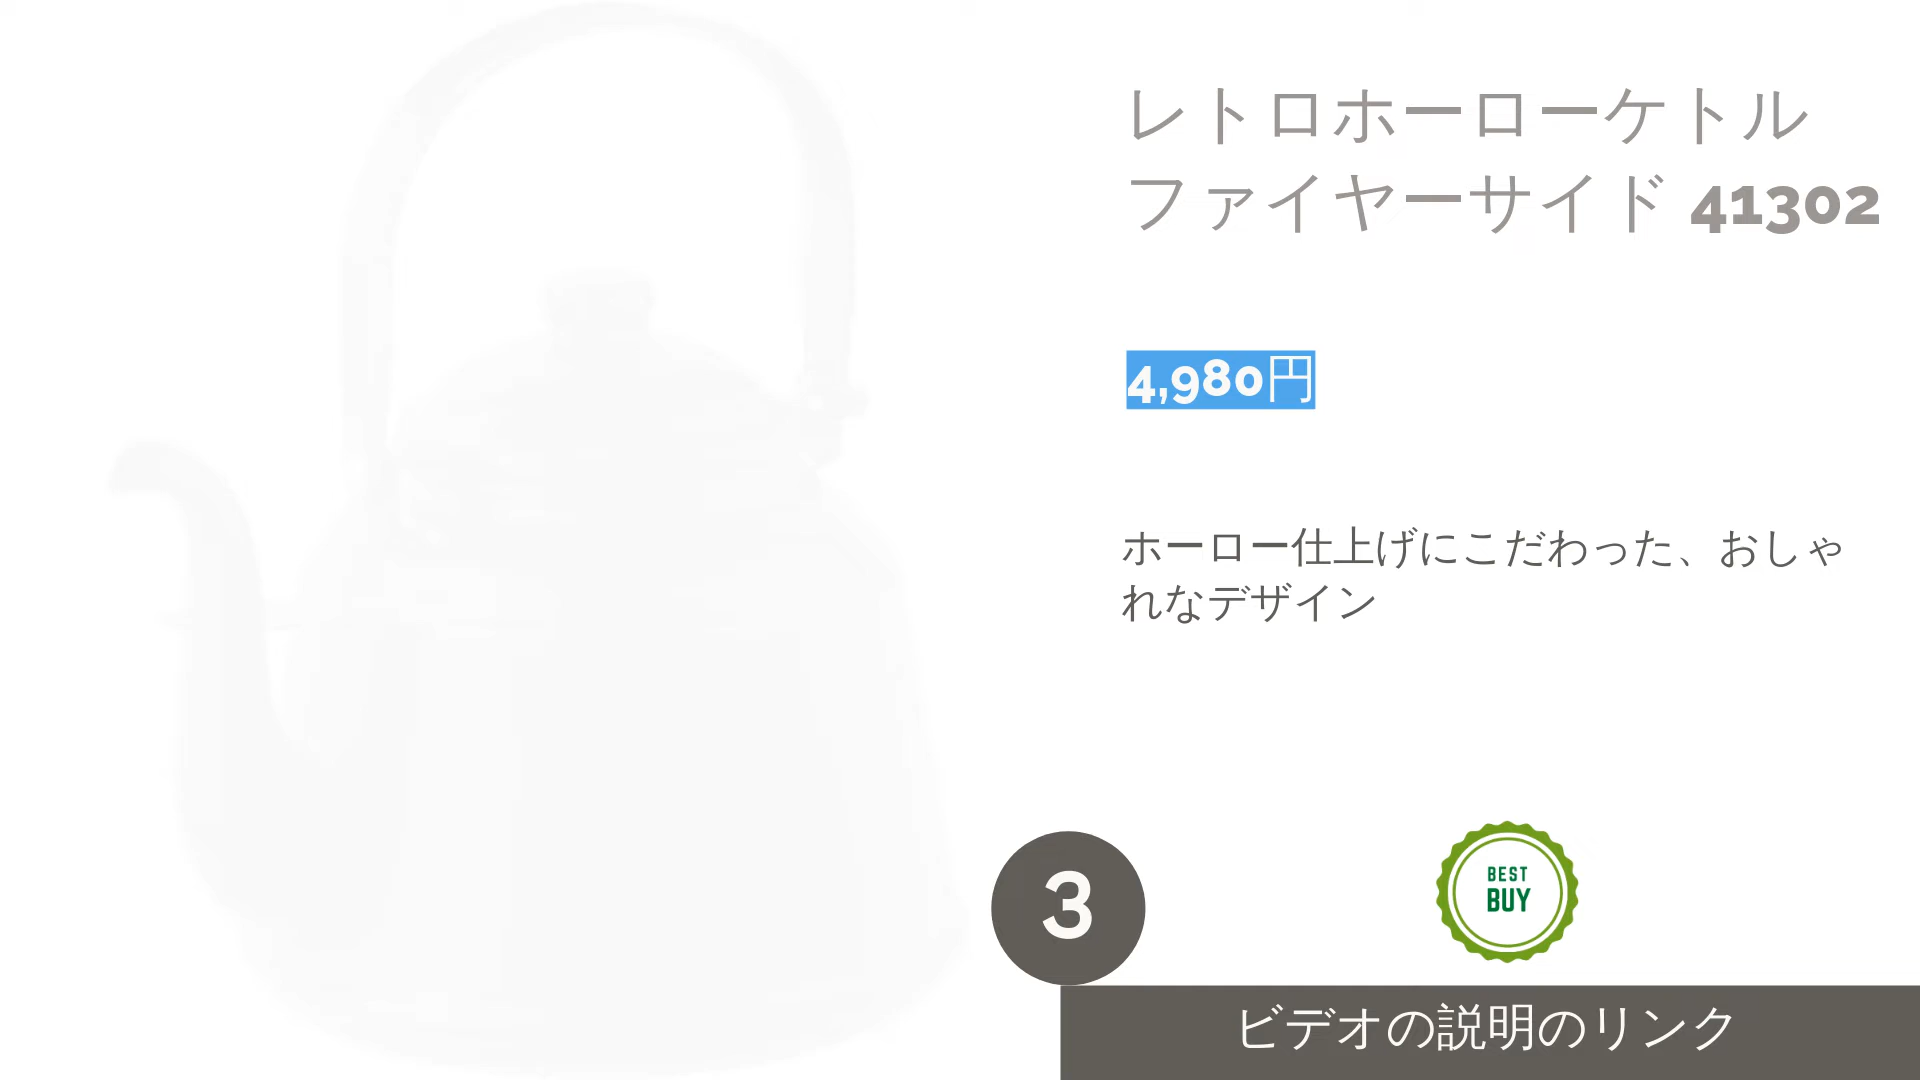 レトロホーローケトル
ファイヤーサイド 41302
4,980円
ホーロー仕上げにこだわった、おしゃ
れなデザイン
3
BEST
BUY
ビデオの説明のリンク